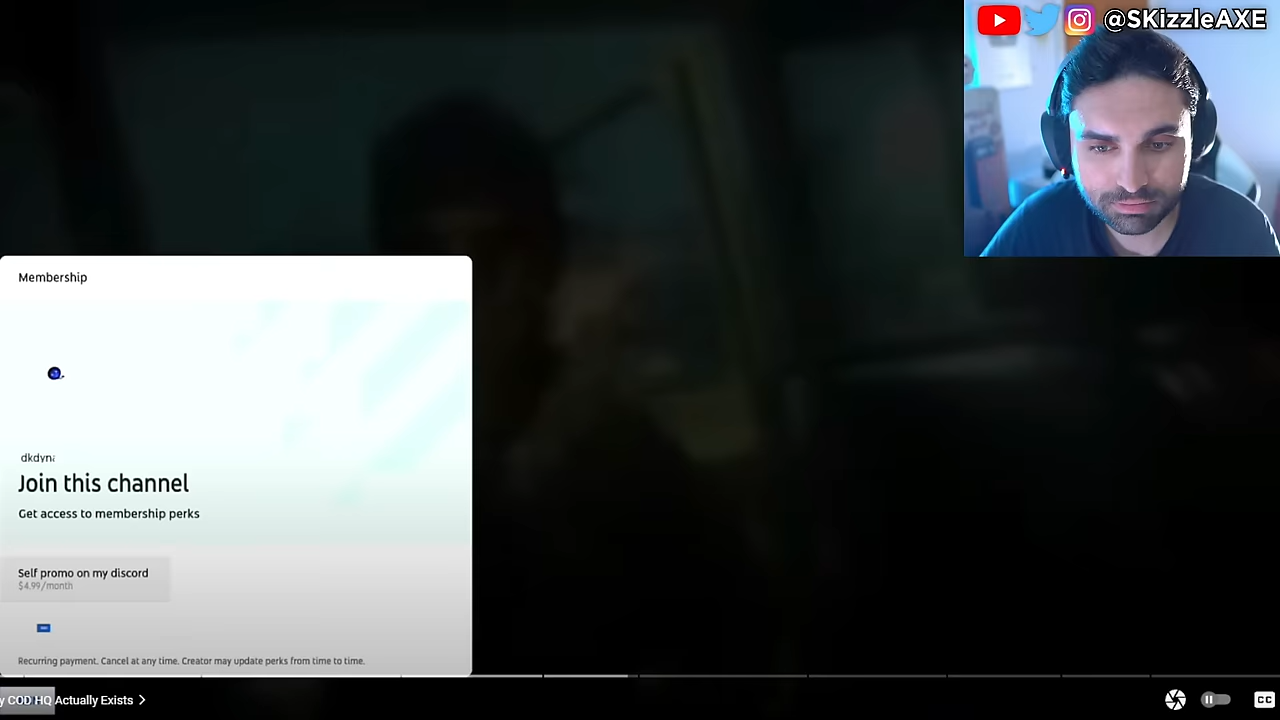 @SKizzleAXE
Membership
dkdyn
Join this channel
Get access to membership perks
Self promo on my discord
$4.99/month
Recurring payment. Cancel at any time. Creator may update perks from time to time.
y COD HQ Actually Exists
CC